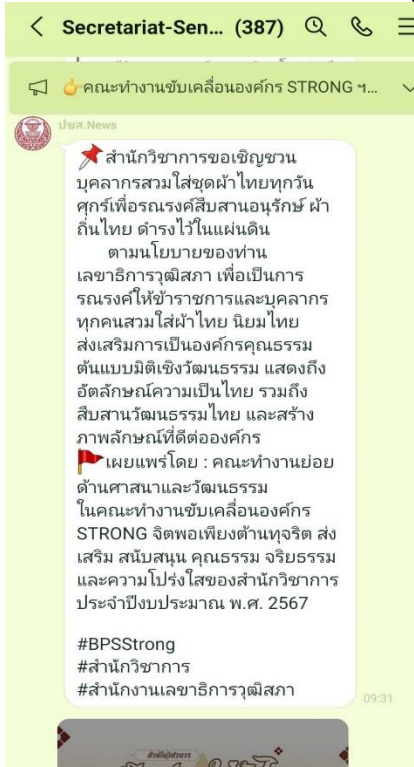 Secretariat-Sen... (387)
👉คณะทำงานขับเคลื่อนองค์กร STRONG ฯ...
ปชส.News
📌 สำนักวิชาการขอเชิญชวน
บุคลากรสวมใส่ชุดผ้าไทยทุกวัน
ศุกร์เพื่อรณรงค์สืบสานอนุรักษ์ ผ้า
ถิ่นไทย ดำรงไว้ในแผ่นดิน
ตามนโยบายของท่าน
เลขาธิการวุฒิสภา เพื่อเป็นการ
รณรงค์ให้ข้าราชการและบุคลากร
ทุกคนสวมใส่ผ้าไทย นิยมไทย
ส่งเสริมการเป็นองค์กรคุณธรรม
ต้นแบบมิติเชิงวัฒนธรรม แสดงถึง
อัตลักษณ์ความเป็นไทย รวมถึง
สืบสานวัฒนธรรมไทย และสร้าง
ภาพลักษณ์ที่ดีต่อองค์กร
🚩เผยแพร่โดย : คณะทำงานย่อย
ด้านศาสนาและวัฒนธรรม
ในคณะทำงานขับเคลื่อนองค์กร
STRONG จิตพอเพียงต้านทุจริต ส่ง
เสริม สนับสนุน คุณธรรม จริยธรรม
และความโปร่งใสของสำนักวิชาการ
ประจำปีงบประมาณ พ.ศ. 2567
#BPSStrong
#สำนักวิชาการ
#สำนักงานเลขาธิการวุฒิสภา
09:31